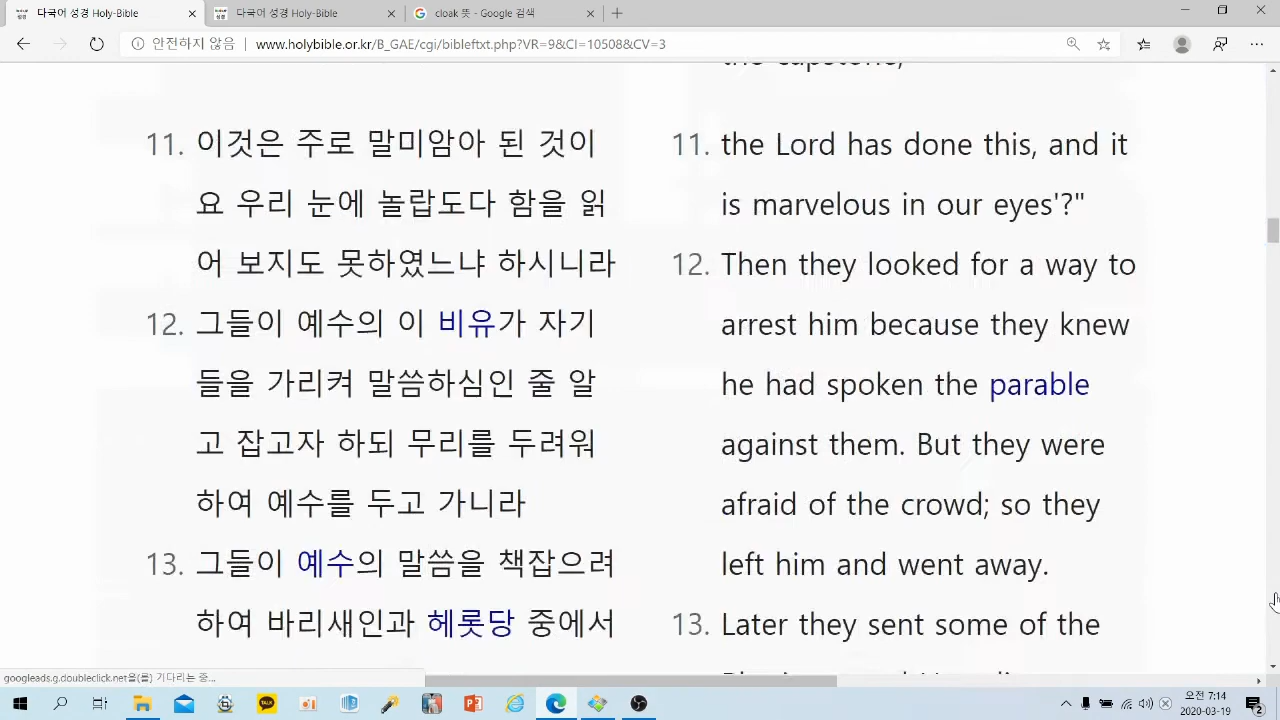 다국어 성경 Holy-Bible
다국어 성경 Holy-Bible
cloak 뜻 - Google 검색
안전하지 않음 | www.holybible.or.kr/B_GAE/cgi/bibleftxt.php?VR=9&CI=10508&CV=3
the capstone;
11. 이것은 주로 말미암아 된 것이
요 우리 눈에 놀랍도다 함을 읽
어 보지도 못하였느냐 하시니라
12. 그들이 예수의 이 비유가 자기
들을 가리켜 말씀하심인 줄 알
고 잡고자 하되 무리를 두려워
하여 예수를 두고 가니라
13. 그들이 예수의 말씀을 책잡으려
하여 바리새인과 헤롯당 중에서
11. the Lord has done this, and it
is marvelous in our eyes'?"
12. Then they looked for a way to
arrest him because they knew
he had spoken the parable
against them. But they were
afraid of the crowd; so they
left him and went away.
13. Later they sent some of the
googleads.g.doubleclick.net을(를) 기다리는 중...
TALK
오전 7:14
2020-03-19
2